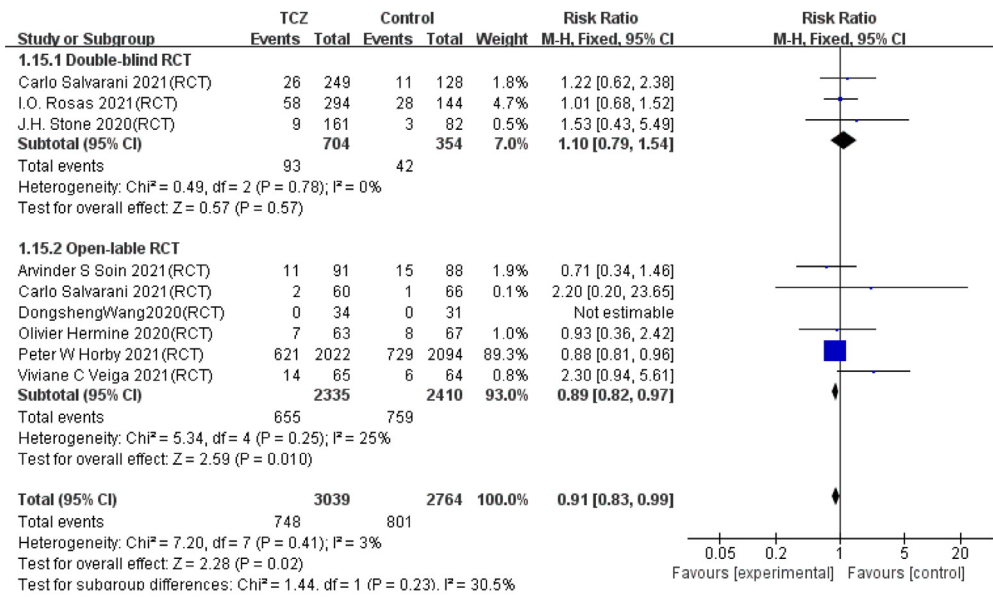 TCZ Control Risk Ratio Risk Ratio
Study or Subgroup Events Total Events Total Weight M-H, Fixed, 95% CI M-H, Fixed, 95% CI
1.15.1 Double-blind RCT
Carlo Salvarani 2021(RCT) 26 249 11 128 1.8% 1.22 [0.62, 2.38]
I.O. Rosas 2021(RCT) 58 294 28 144 4.7% 1.01 [0.68, 1.52]
J.H. Stone 2020(RCT) 9 161 3 82 0.5% 1.53 [0.43, 5.49]
Subtotal (95% CI) 704 354 7.0% 1.10 [0.79, 1.54]
Total events 93 42
Heterogeneity: Chi² = 0.49, df = 2 (P = 0.78); I² = 0%
Test for overall effect: Z = 0.57 (P = 0.57)
1.15.2 Open-lable RCT
Arvinder S Soin 2021(RCT) 11 91 15 88 1.9% 0.71 [0.34, 1.46]
Carlo Salvarani 2021(RCT) 2 60 1 66 0.1% 2.20 [0.20, 23.65]
DongshengWang2020(RCT) 0 34 0 31 Not estimable
Olivier Hermine 2020(RCT) 7 63 8 67 1.0% 0.93 [0.36, 2.42]
Peter W Horby 2021(RCT) 621 2022 729 2094 89.3% 0.88 [0.81, 0.96]
Viviane C Veiga 2021(RCT) 14 65 6 64 0.8% 2.30 [0.94, 5.61]
Subtotal (95% CI) 2335 2410 93.0% 0.89 [0.82, 0.97]
Total events 655 759
Heterogeneity: Chi² = 5.34, df = 4 (P = 0.25); I² = 25%
Test for overall effect: Z = 2.59 (P = 0.010)
Total (95% CI) 3039 2764 100.0% 0.91 [0.83, 0.99]
Total events 748 801
Heterogeneity: Chi² = 7.20, df = 7 (P = 0.41); I² = 3%
Test for overall effect: Z = 2.28 (P = 0.02)
Test for subgroup differences: Chi² = 1.44, df = 1 (P = 0.23), I² = 30.5%
0.05 0.2 1 5 20
Favours [experimental] Favours [control]